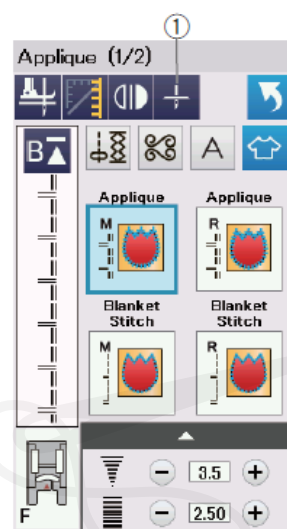 1
Applique (1/2)
B
A
Applique
Applique
M
R
Blanket
Stitch
Blanket
Stitch
M
R
F
− 3.5 +
− 2.50 +